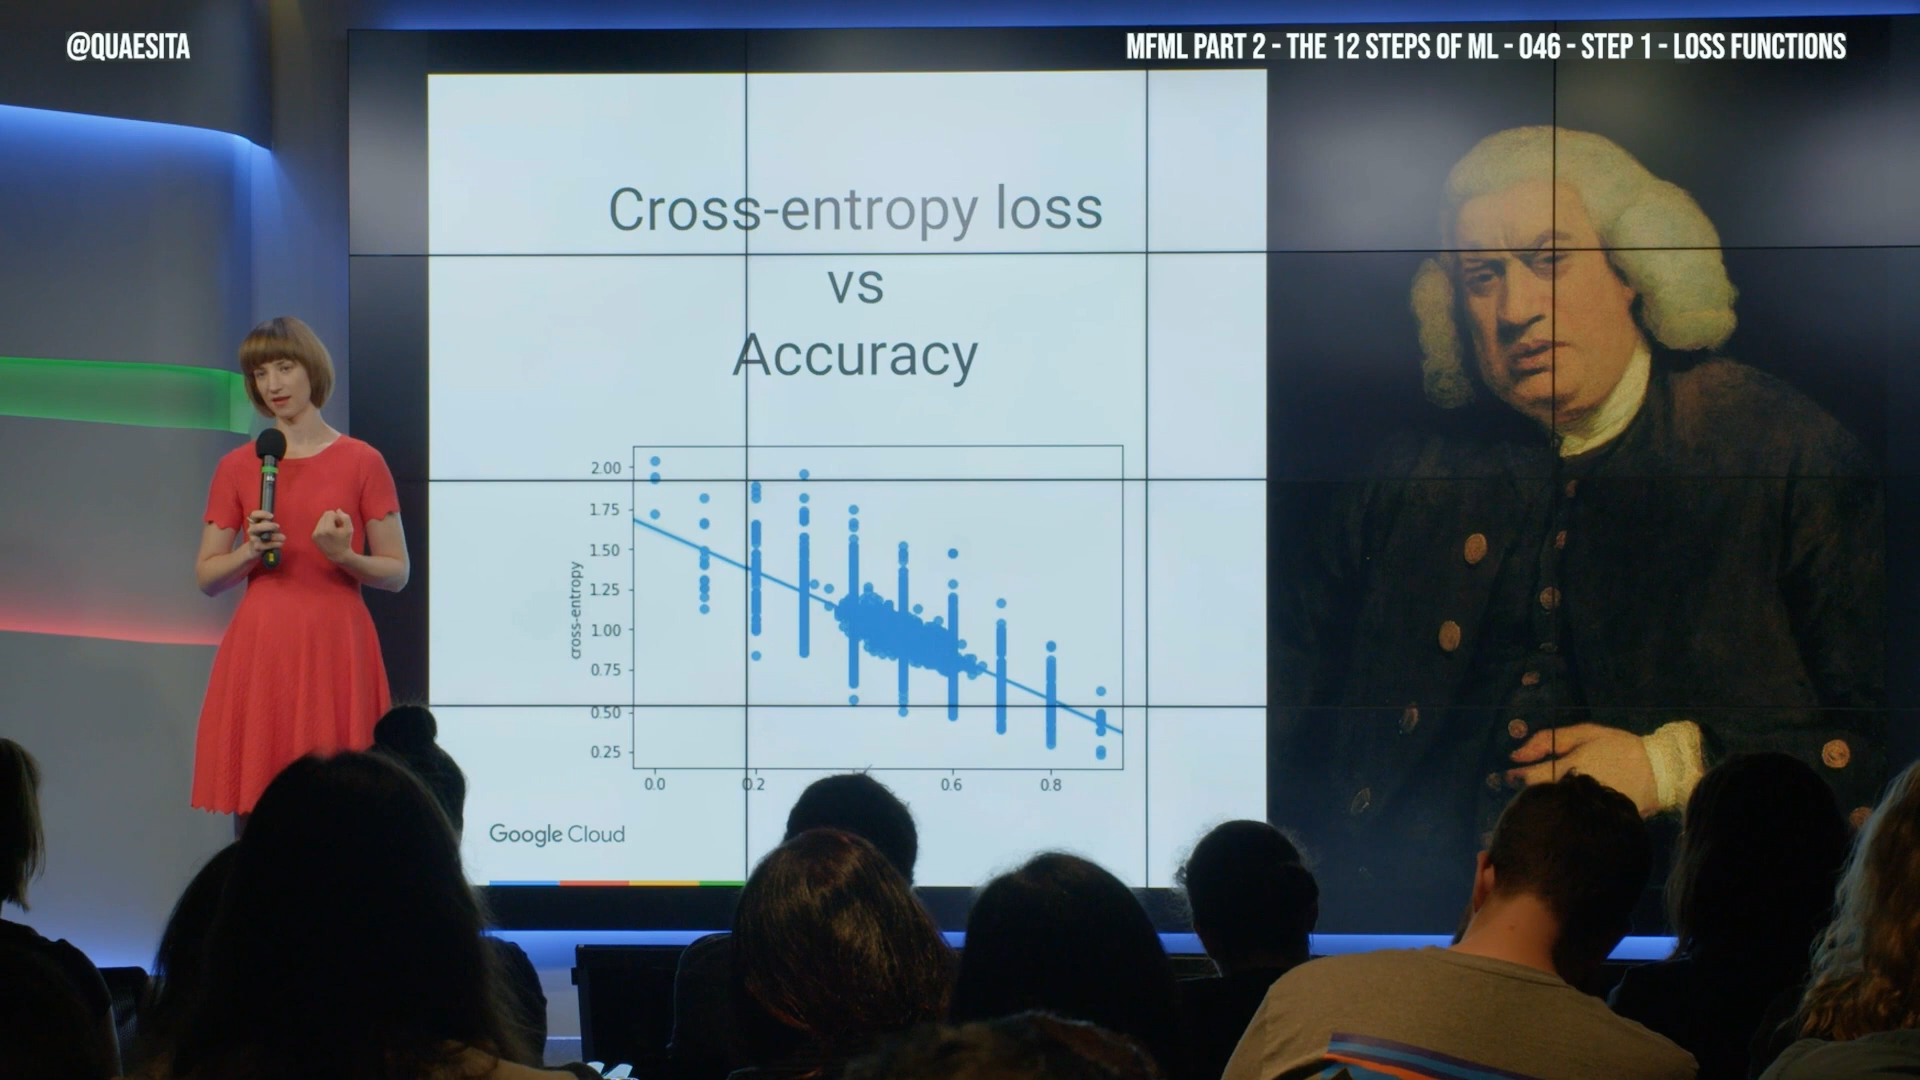 @QUAESITA
MFML PART 2 - THE 12 STEPS OF ML - 046 - STEP 1 - LOSS FUNCTIONS
Cross-entropy loss
vs
Accuracy
2.00
1.75
1.50
1.25
1.00
0.75
0.50
0.25
cross-entropy
0.0
0.2
0.6
0.8
Google Cloud